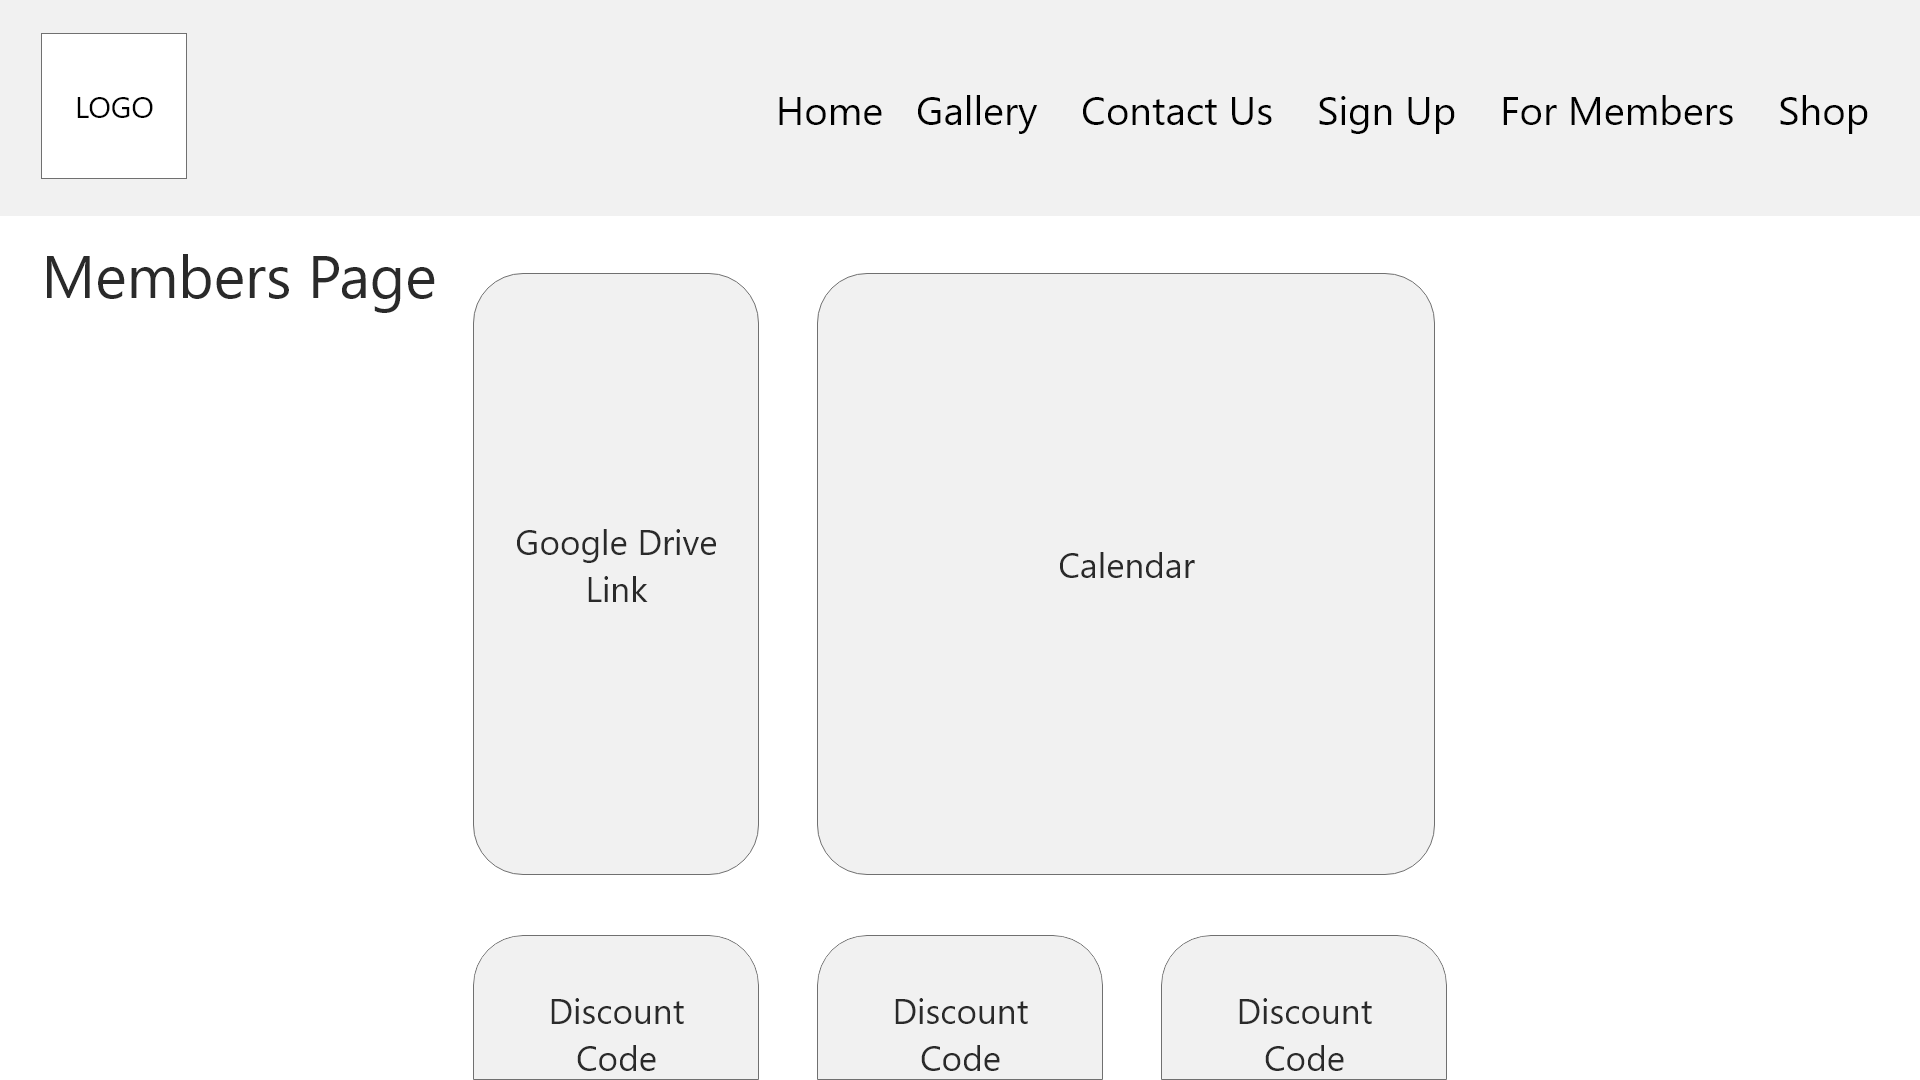 LOGO
Home Gallery Contact Us Sign Up For Members Shop
Members Page
Google Drive
Link
Calendar
Discount
Code
Discount
Code
Discount
Code